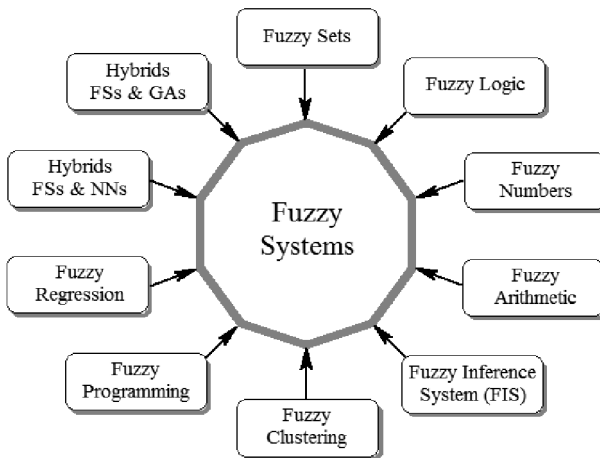 Fuzzy Sets
Fuzzy Logic
Fuzzy
Numbers
Fuzzy
Arithmetic
Fuzzy Inference
System (FIS)
Fuzzy
Clustering
Fuzzy
Programming
Fuzzy
Regression
Hybrids
FSs & NNs
Hybrids
FSs & GAs
Fuzzy
Systems